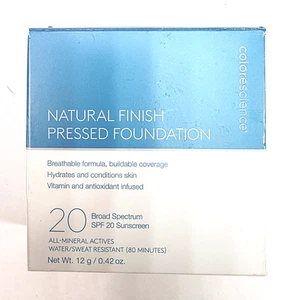 colorescience®
NATURAL FINISH
PRESSED FOUNDATION
Breathable formula, buildable coverage
Hydrates and conditions skin
Vitamin and antioxidant infused
20 Broad Spectrum
SPF 20 Sunscreen
ALL-MINERAL ACTIVES
WATER/SWEAT RESISTANT (80 MINUTES)
Net Wt. 12 g / 0.42 oz.